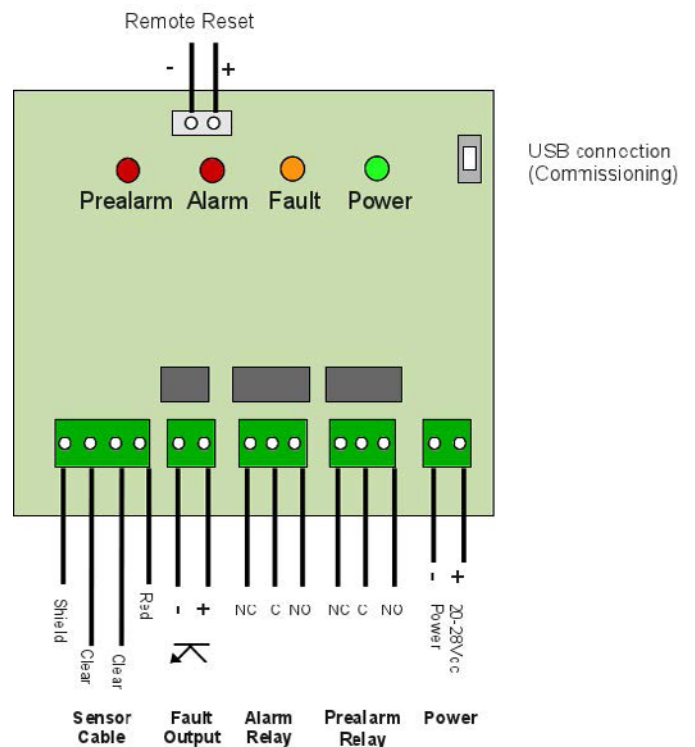 Remote Reset
- +
USB connection
(Commissioning)
Prealarm Alarm Fault Power
Shield
Clear
Clear
Red
- +
NC C NO
NC C NO
- +
Power
20-28Vcc
Sensor
Cable
Fault
Output
Alarm
Relay
Prealarm
Relay
Power